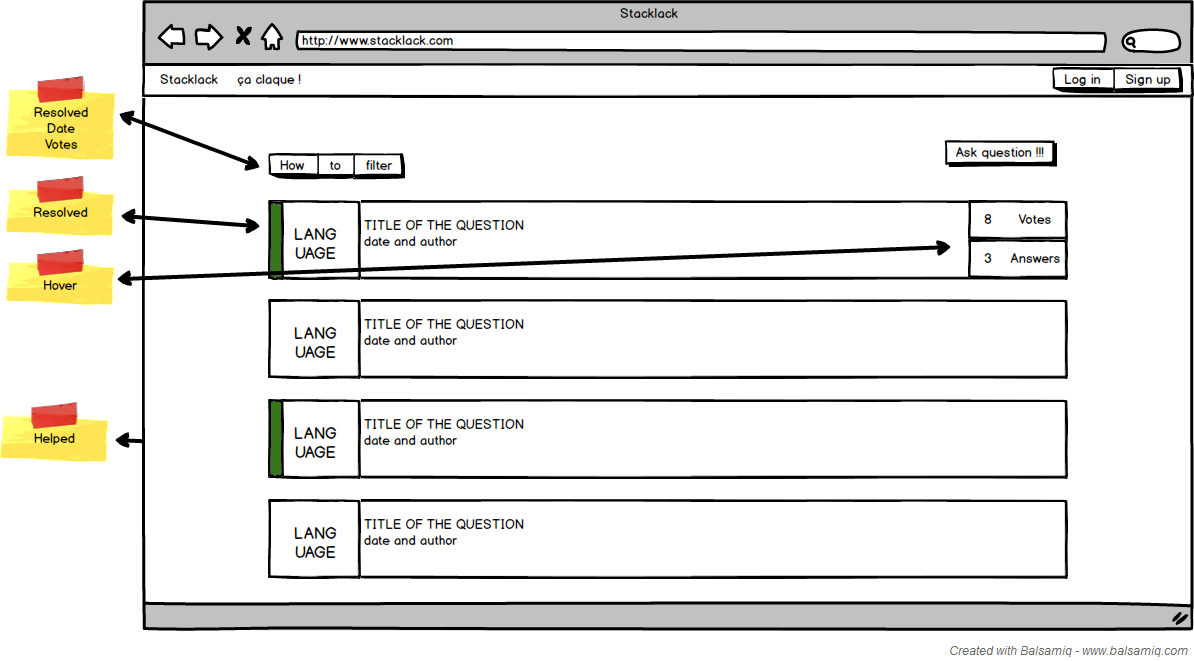 Stacklack
http://www.stacklack.com
Stacklack ça claque !
Log in Sign up
Resolved
Date
Votes
How to filter
Ask question !!!
Resolved
LANG
UAGE
TITLE OF THE QUESTION
date and author
8 Votes
3 Answers
Hover
LANG
UAGE
TITLE OF THE QUESTION
date and author
Helped
LANG
UAGE
TITLE OF THE QUESTION
date and author
LANG
UAGE
TITLE OF THE QUESTION
date and author
Created with Balsamiq - www.balsamiq.com